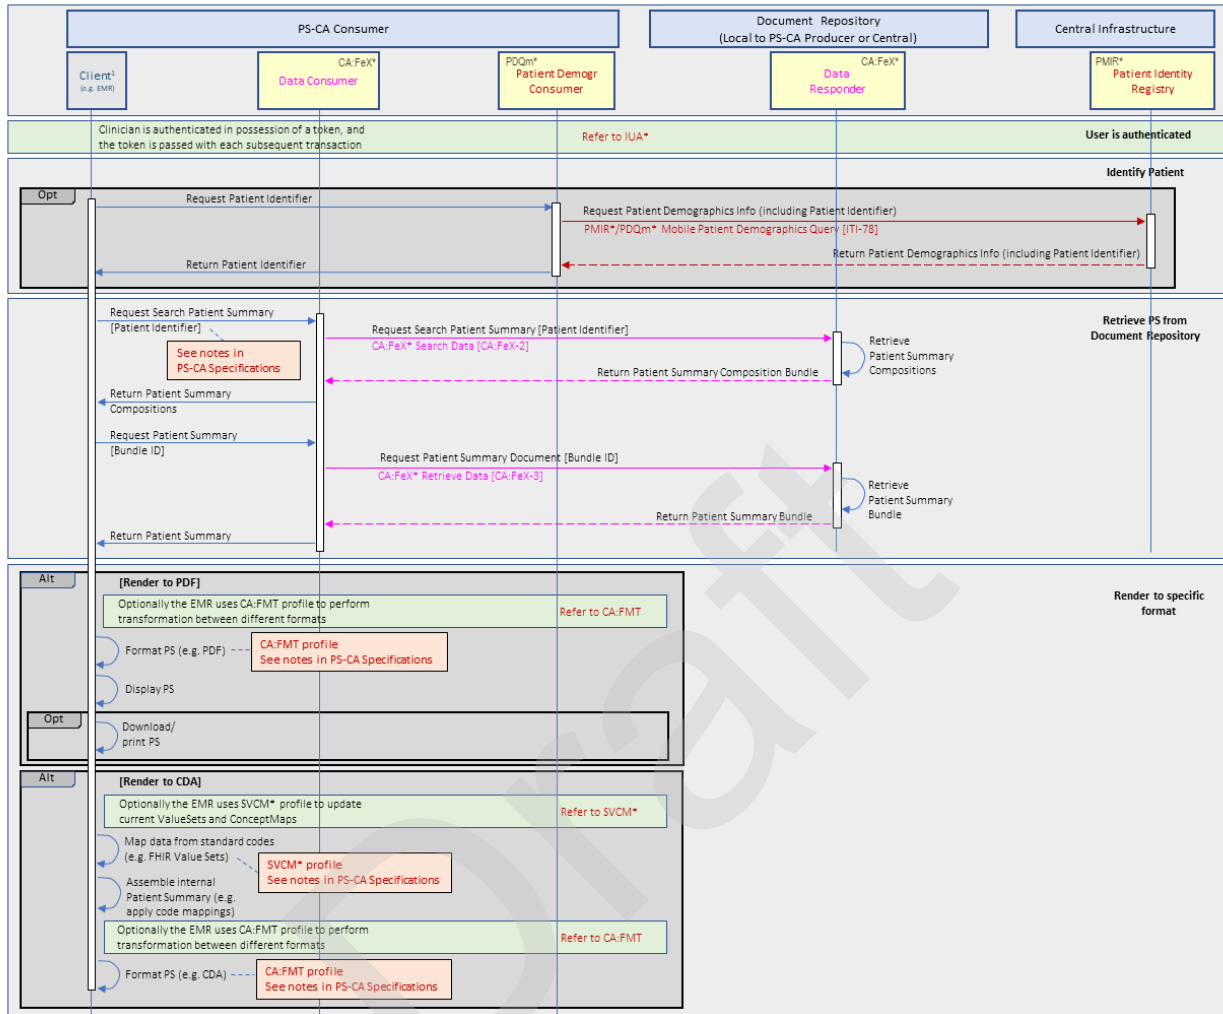 PS-CA Consumer
Document Repository
(Local to PS-CA Producer or Central)
Central Infrastructure
Client¹
(e.g. EMR)
CA:FeX*
Data Consumer
PDQm*
Patient Demogr
Consumer
CA:FeX*
Data
Responder
PMIR*
Patient Identity
Registry
Clinician is authenticated in possession of a token, and
the token is passed with each subsequent transaction
Refer to IUA*
User is authenticated
Identify Patient
Opt
Request Patient Identifier
Request Patient Demographics Info (including Patient Identifier)
PMIR*/PDQm* Mobile Patient Demographics Query [ITI-78]
Return Patient Demographics Info (including Patient Identifier)
Return Patient Identifier
Request Search Patient Summary
[Patient Identifier]
See notes in
PS-CA Specifications
Request Search Patient Summary [Patient Identifier]
CA:FeX* Search Data [CA:FeX-2]
Retrieve
Patient Summary
Compositions
Retrieve PS from
Document Repository
Return Patient Summary Composition Bundle
Return Patient Summary
Compositions
Request Patient Summary
[Bundle ID]
Request Patient Summary Document [Bundle ID]
CA:FeX* Retrieve Data [CA:FeX-3]
Retrieve
Patient Summary
Bundle
Return Patient Summary Bundle
Return Patient Summary
Alt
[Render to PDF]
Render to specific
format
Optionally the EMR uses CA:FMT profile to perform
transformation between different formats
Refer to CA:FMT
Format PS (e.g. PDF)
CA:FMT profile
See notes in PS-CA Specifications
Display PS
Opt
Download/
print PS
Alt
[Render to CDA]
Optionally the EMR uses SVCM* profile to update
current ValueSets and ConceptMaps
Refer to SVCM*
Map data from standard codes
(e.g. FHIR Value Sets)
SVCM* profile
See notes in PS-CA Specifications
Assemble internal
Patient Summary (e.g.
apply code mappings)
Optionally the EMR uses CA:FMT profile to perform
transformation between different formats
Refer to CA:FMT
Format PS (e.g. CDA)
CA:FMT profile
See notes in PS-CA Specifications
Draft